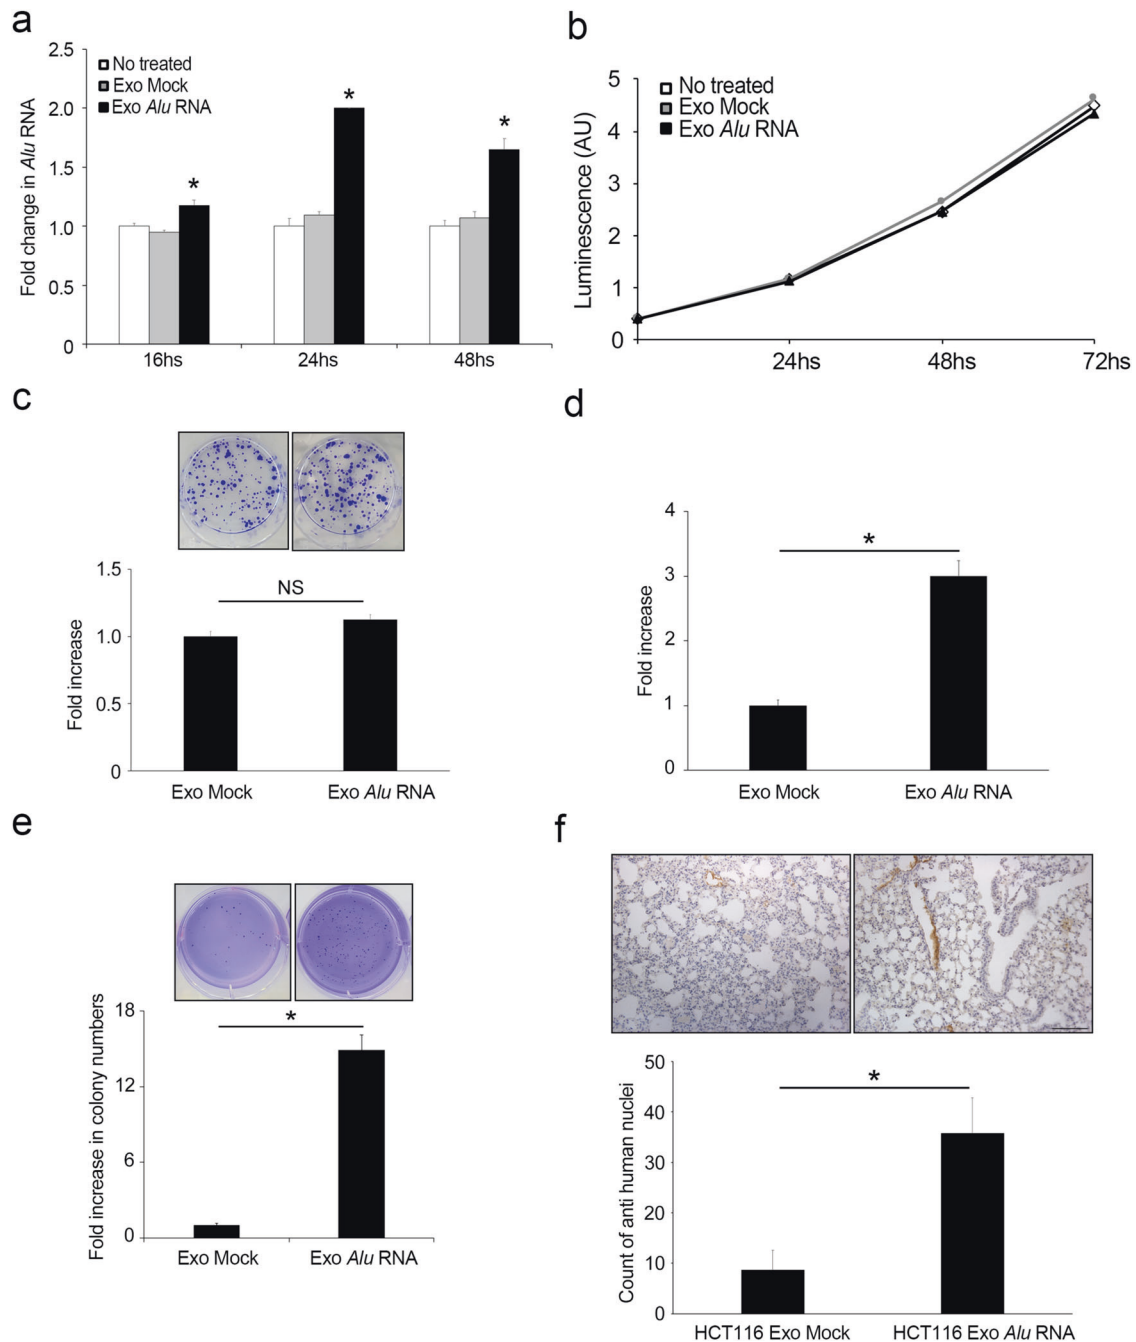 a
2.5
2.0
1.5
1.0
0.5
0
Fold change in Alu RNA
No treated
Exo Mock
Exo Alu RNA
*
*
*
16hs
24hs
48hs
b
5
4
3
2
1
0
Luminescence (AU)
No treated
Exo Mock
Exo Alu RNA
24hs
48hs
72hs
c
1.5
1.0
0.5
0
Fold increase
NS
Exo Mock
Exo Alu RNA
d
4
3
2
1
0
Fold increase
*
Exo Mock
Exo Alu RNA
e
18
12
6
0
Fold increase in colony numbers
*
Exo Mock
Exo Alu RNA
f
50
40
30
20
10
0
Count of anti human nuclei
*
HCT116 Exo Mock
HCT116 Exo Alu RNA